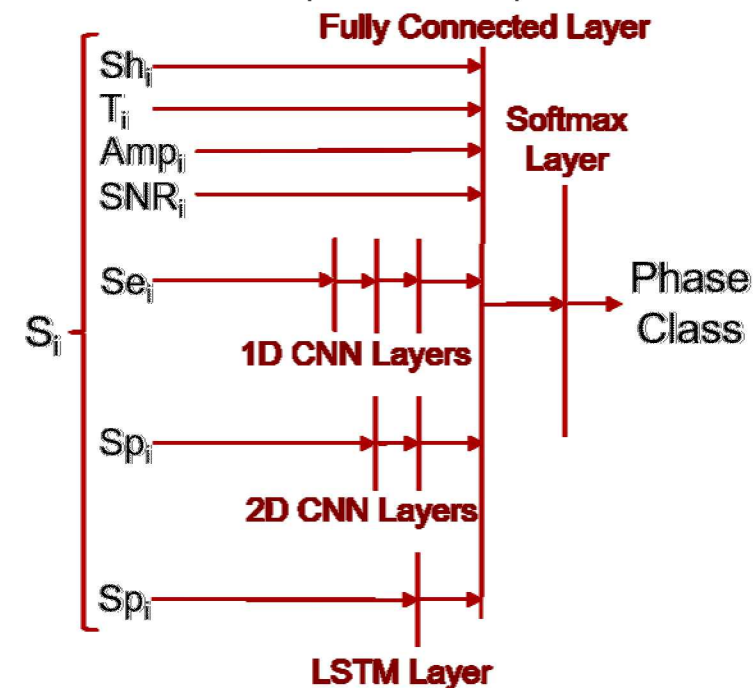 Fully Connected Layer
Sh_i
T_i
Amp_i
SNR_i
Softmax
Layer
Se_i
Phase
Class
S_i
1D CNN Layers
Sp_i
2D CNN Layers
Sp_i
LSTM Layer